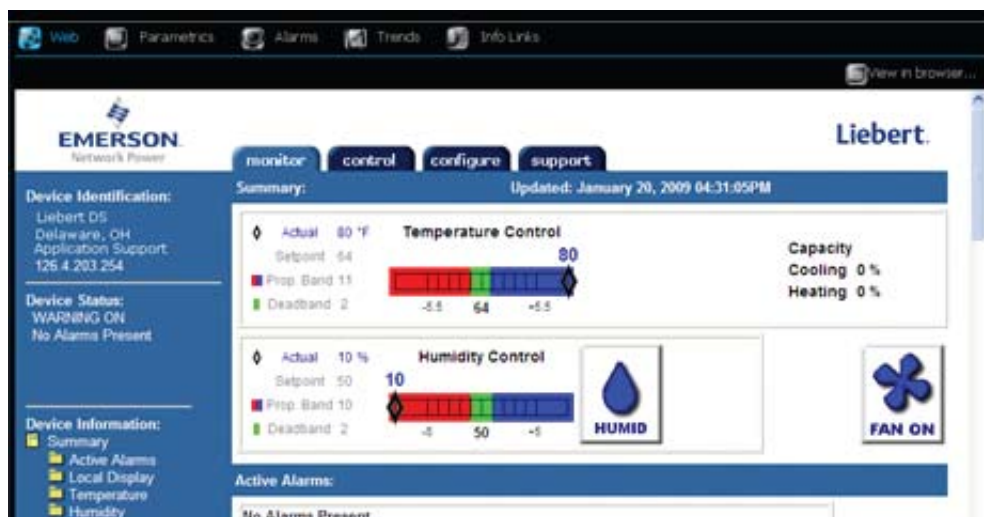 Web Parametrics Alarms Trends Info Links
View in browser...
EMERSON
Network Power
Liebert.
monitor control configure support
Device Identification:
Liebert DS
Delaware, OH
Application Support
126.4.203.254
Device Status:
WARNING ON
No Alarms Present
Device Information:
Summary
Active Alarms
Local Display
Temperature
Humidity
Summary: Updated: January 20, 2009 04:31:05PM
Actual 80 °F Temperature Control
Setpoint 64 80
Prop. Band 11
Deadband 2 -5.5 64 +5.5
Capacity
Cooling 0 %
Heating 0 %
Actual 10 % Humidity Control
Setpoint 50 10
Prop. Band 10
Deadband 2 -5 50 +5
HUMID
FAN ON
Active Alarms:
No Alarms Present